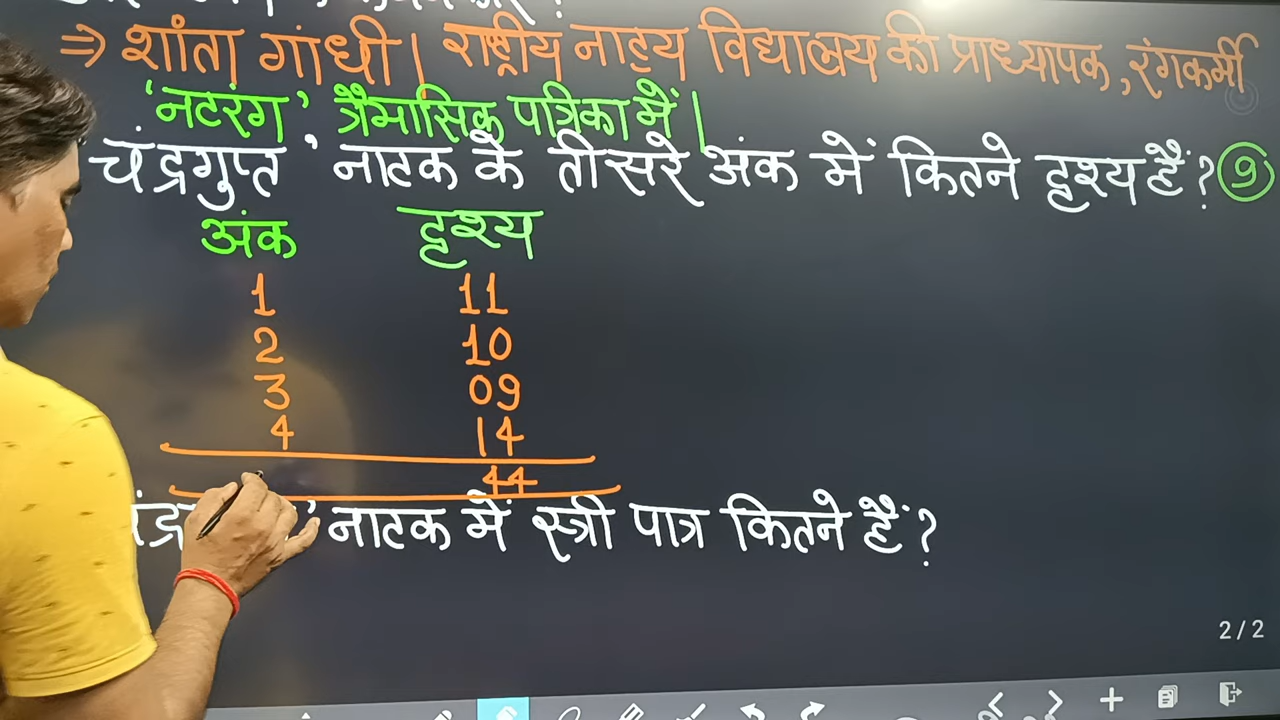 ⇒ शांता गांधी। राष्ट्रीय नाट्य विद्यालय की प्राध्यापक, रंगकर्मी
'नटरंग' त्रैमासिक पत्रिका में।
चंद्रगुप्त' नाटक के तीसरे अंक में कितने दृश्य हैं? 9
अंक दृश्य
1 11
2 10
3 09
4 14
44
' नाटक में स्त्री पात्र कितने हैं?
2/2